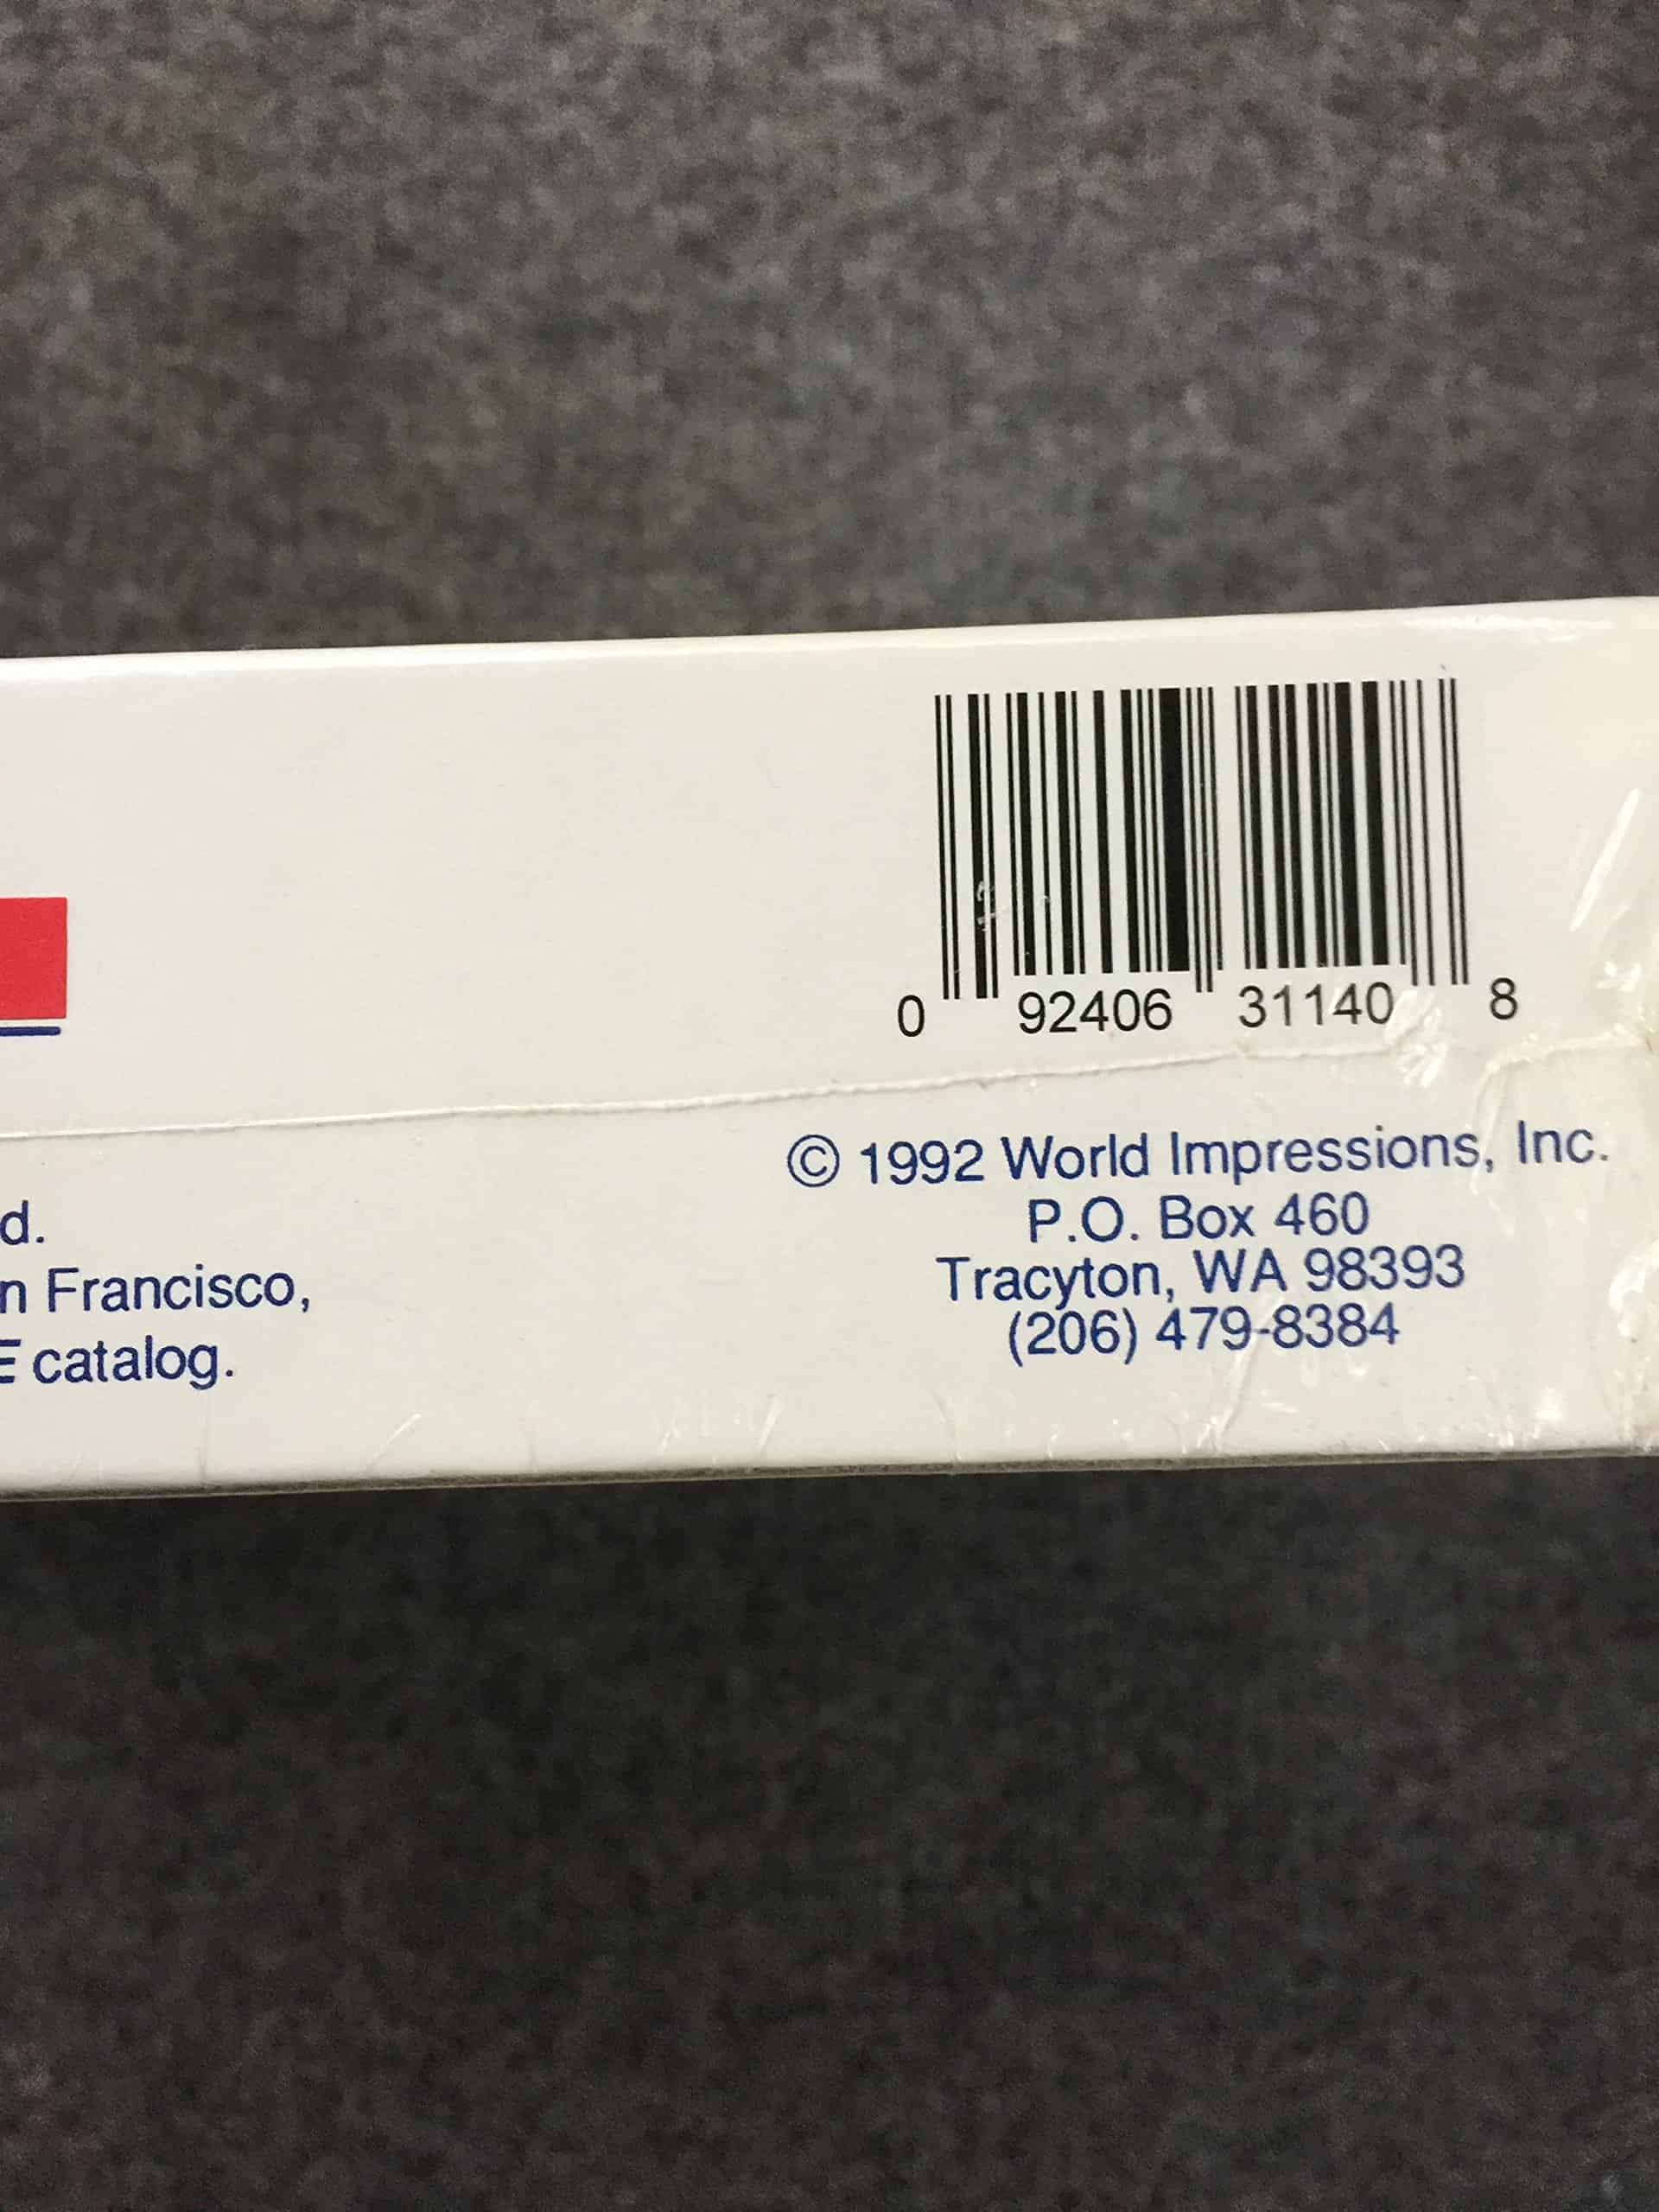 0 92406 31140 8
© 1992 World Impressions, Inc.
P.O. Box 460
Tracyton, WA 98393
(206) 479-8384
d.
n Francisco,
E catalog.